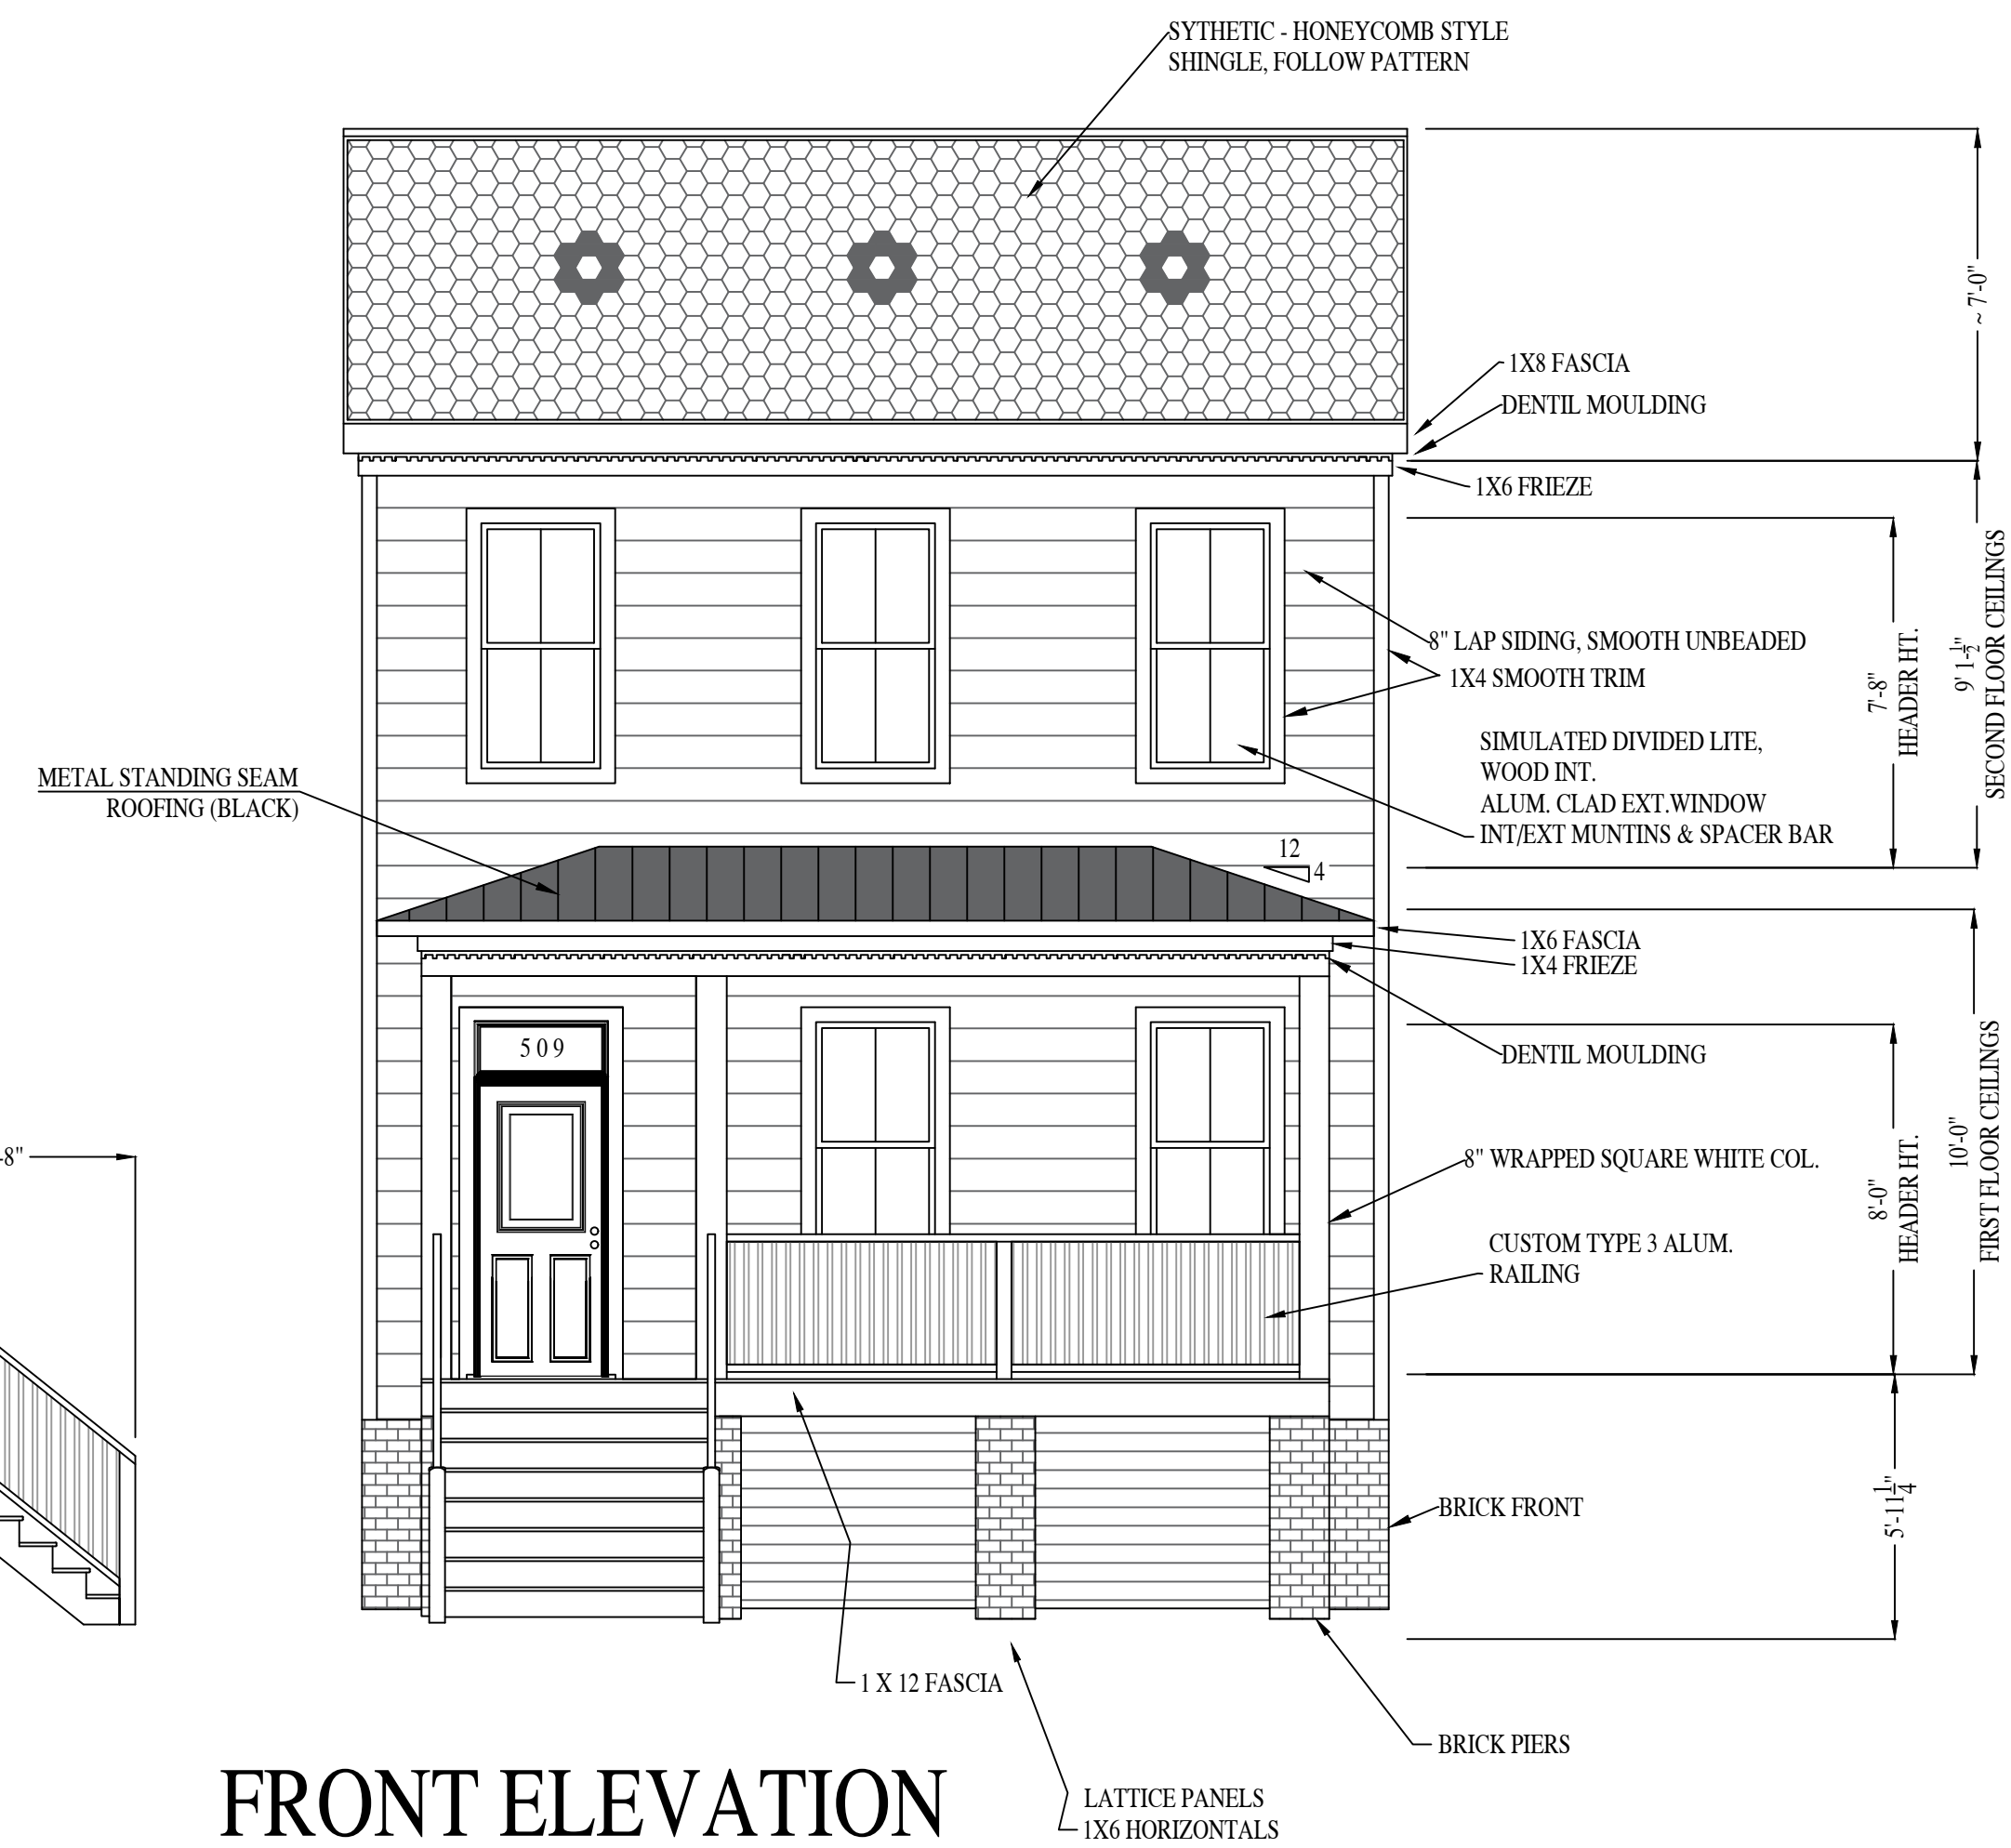 SYTHETIC - HONEYCOMB STYLE
SHINGLE, FOLLOW PATTERN
~ 7'-0"
1X8 FASCIA
DENTIL MOULDING
1X6 FRIEZE
8" LAP SIDING, SMOOTH UNBEADED
1X4 SMOOTH TRIM
SIMULATED DIVIDED LITE,
WOOD INT.
ALUM. CLAD EXT.WINDOW
INT/EXT MUNTINS & SPACER BAR
7'-8"
HEADER HT.
9' 1-1/2"
SECOND FLOOR CEILINGS
METAL STANDING SEAM
ROOFING (BLACK)
12
4
1X6 FASCIA
1X4 FRIEZE
509
DENTIL MOULDING
8" WRAPPED SQUARE WHITE COL.
CUSTOM TYPE 3 ALUM.
RAILING
8'-0"
HEADER HT.
10'-0"
FIRST FLOOR CEILINGS
-8"
BRICK FRONT
5'-11 1/4"
1 X 12 FASCIA
BRICK PIERS
LATTICE PANELS
1X6 HORIZONTALS
FRONT ELEVATION